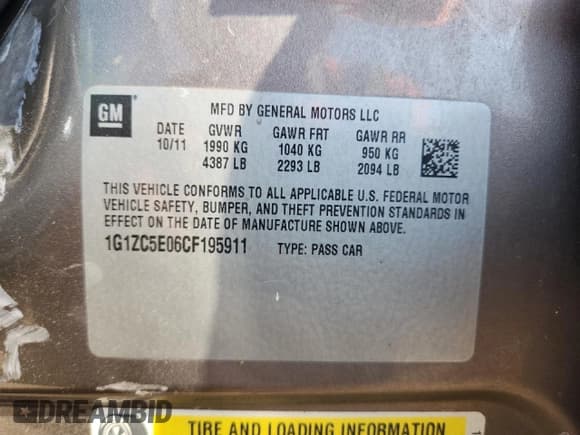 GM
MFD BY GENERAL MOTORS LLC
DATE GVWR GAWR FRT GAWR RR
10/11 1990 KG 1040 KG 950 KG
4387 LB 2293 LB 2094 LB
THIS VEHICLE CONFORMS TO ALL APPLICABLE U.S. FEDERAL MOTOR
VEHICLE SAFETY, BUMPER, AND THEFT PREVENTION STANDARDS IN
EFFECT ON THE DATE OF MANUFACTURE SHOWN ABOVE.
1G1ZC5E06CF195911 TYPE: PASS CAR
DREAMBID
TIRE AND LOADING INFORMATION